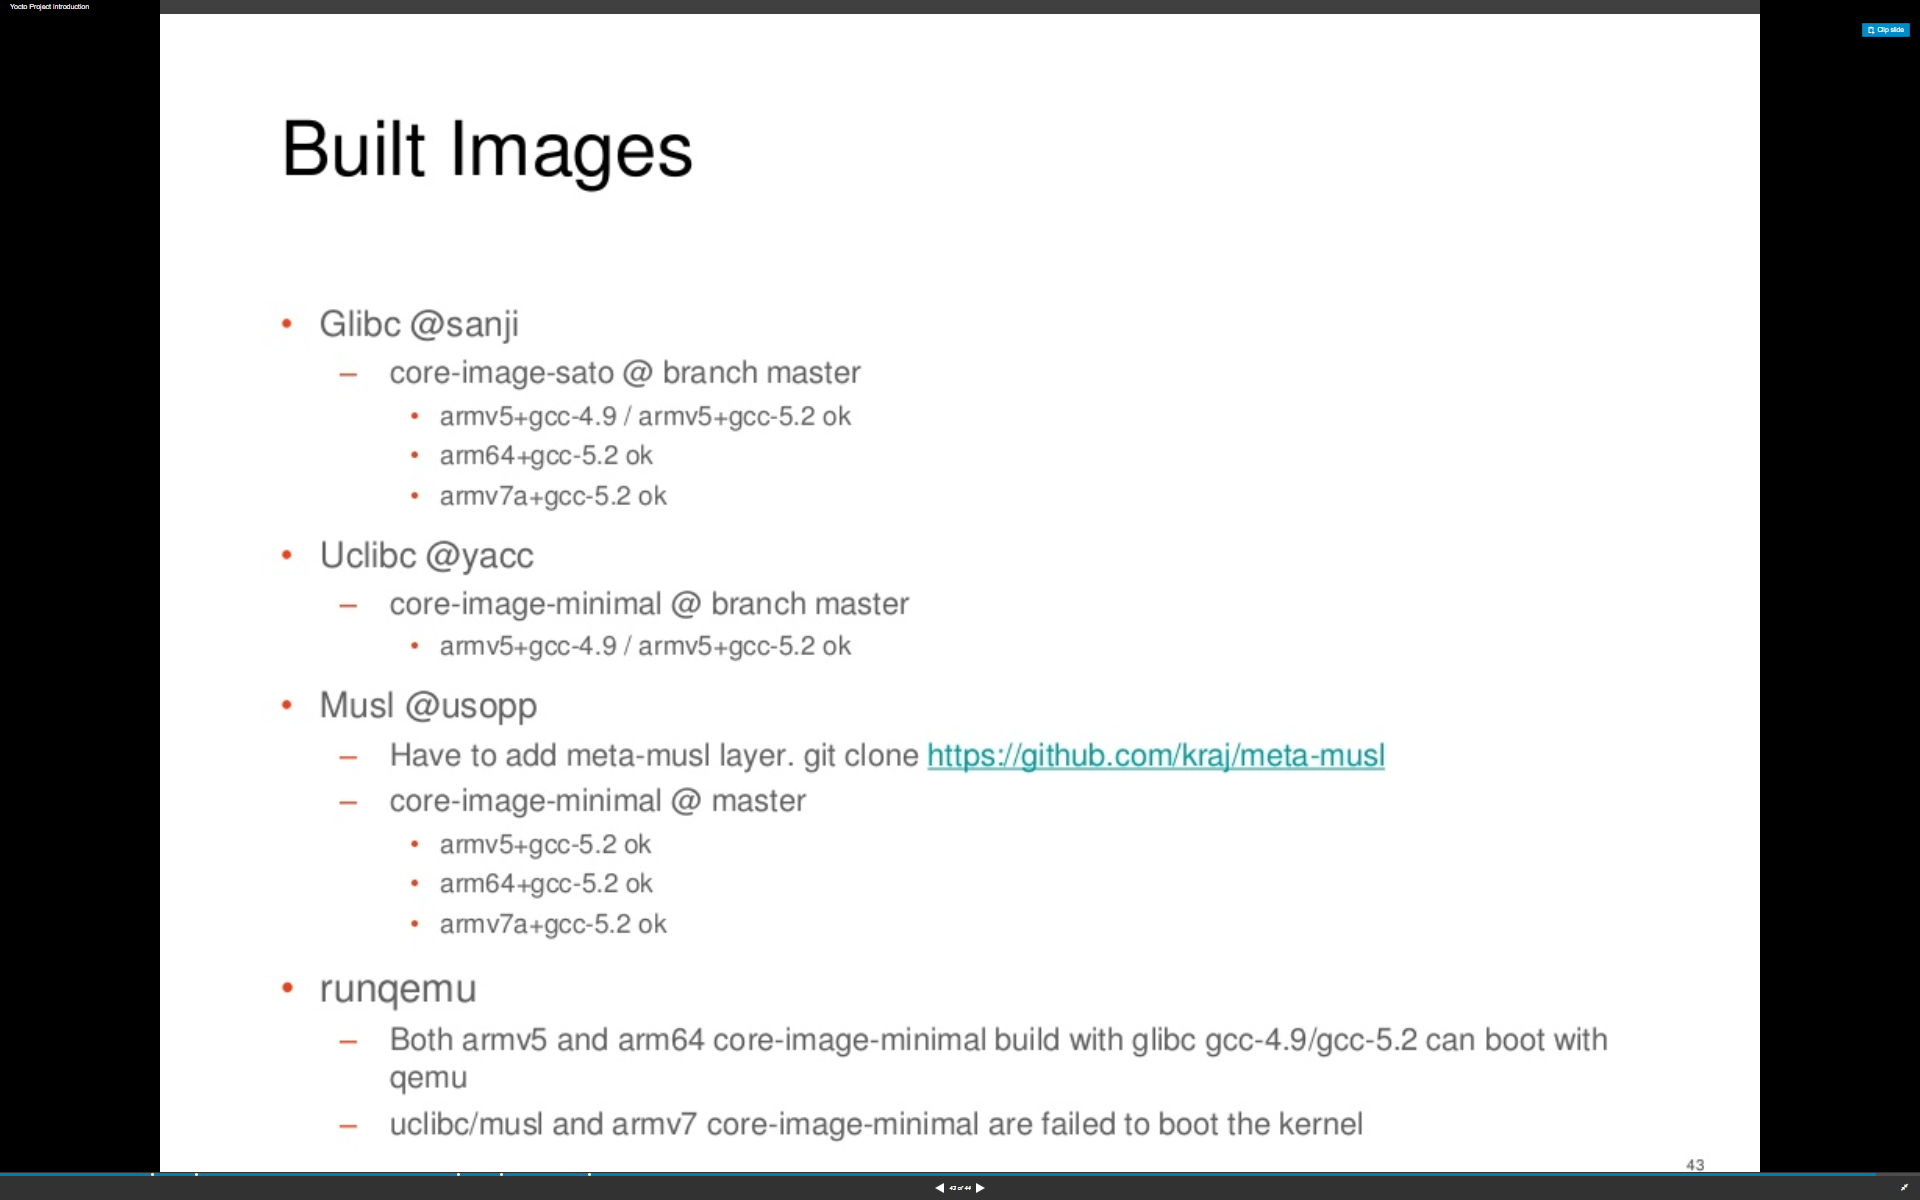 Yocto Project Introduction
Clip slide
Built Images
• Glibc @sanji
– core-image-sato @ branch master
• armv5+gcc-4.9 / armv5+gcc-5.2 ok
• arm64+gcc-5.2 ok
• armv7a+gcc-5.2 ok
• Uclibc @yacc
– core-image-minimal @ branch master
• armv5+gcc-4.9 / armv5+gcc-5.2 ok
• Musl @usopp
– Have to add meta-musl layer. git clone https://github.com/kraj/meta-musl
– core-image-minimal @ master
• armv5+gcc-5.2 ok
• arm64+gcc-5.2 ok
• armv7a+gcc-5.2 ok
• runqemu
– Both armv5 and arm64 core-image-minimal build with glibc gcc-4.9/gcc-5.2 can boot with
qemu
– uclibc/musl and armv7 core-image-minimal are failed to boot the kernel
43
43 of 44